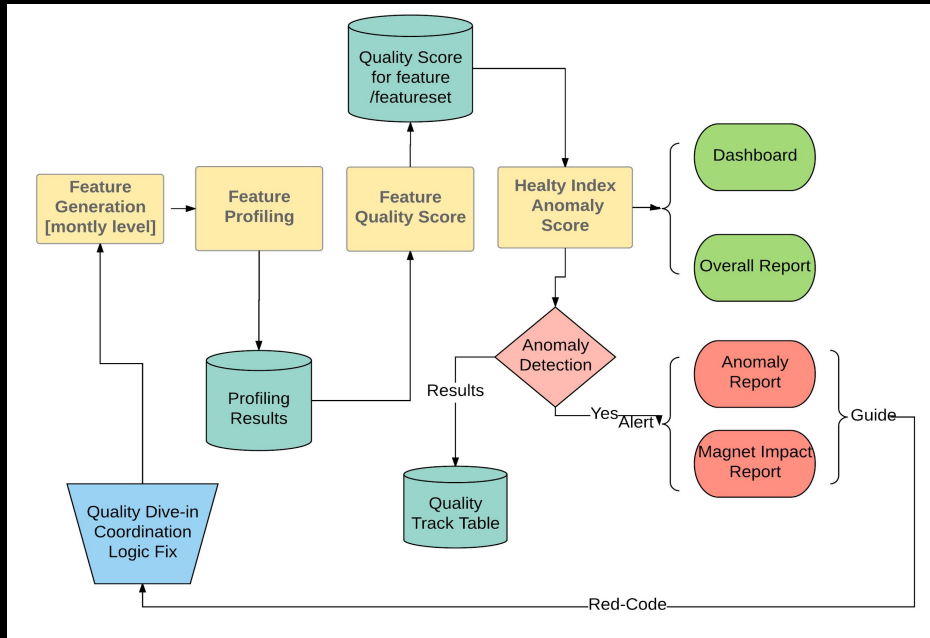 Quality Score
for feature
/featureset
Dashboard
Feature
Generation
[montly level]
Feature
Profiling
Feature
Quality Score
Healty Index
Anomaly
Score
Overall Report
Anomaly
Detection
Anomaly
Report
Results
Profiling
Results
Yes
Alert
Guide
Magnet Impact
Report
Quality
Track Table
Quality Dive-in
Coordination
Logic Fix
Red-Code